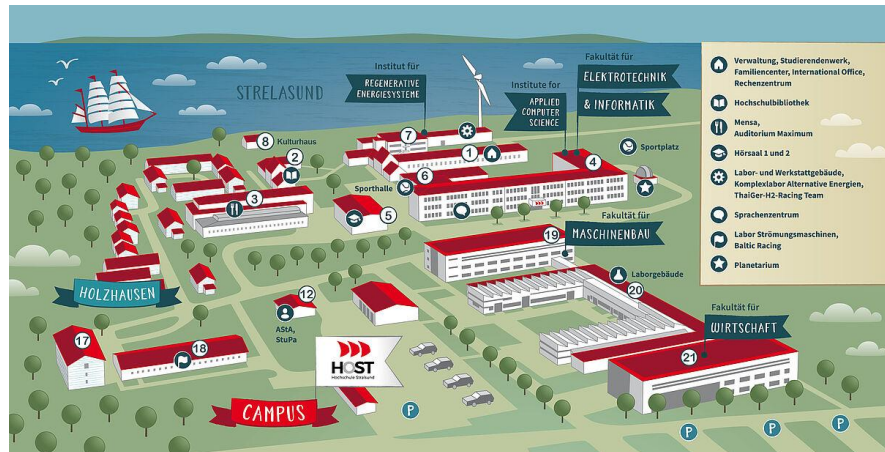 STRELASUND
Institut für
REGENERATIVE
ENERGIESYSTEME
Institute for
APPLIED
COMPUTER
SCIENCE
Fakultät für
ELEKTROTECHNIK
& INFORMATIK
8
Kulturhaus
2
7
1
6
4
Sportplatz
3
Sporthalle
5
Fakultät für
19
MASCHINENBAU
HOLZHAUSEN
12
AStA,
StuPa
Laborgebäude
20
17
18
HOST
Hochschule Stralsund
Fakultät für
WIRTSCHAFT
21
CAMPUS
P
P
P
P
Verwaltung, Studierendenwerk,
Familiencenter, International Office,
Rechenzentrum
Hochschulbibliothek
Mensa,
Auditorium Maximum
Hörsaal 1 und 2
Labor- und Werkstattgebäude,
Komplexlabor Alternative Energien,
ThaiGer-H2-Racing Team
Sprachenzentrum
Labor Strömungsmaschinen,
Baltic Racing
Planetarium